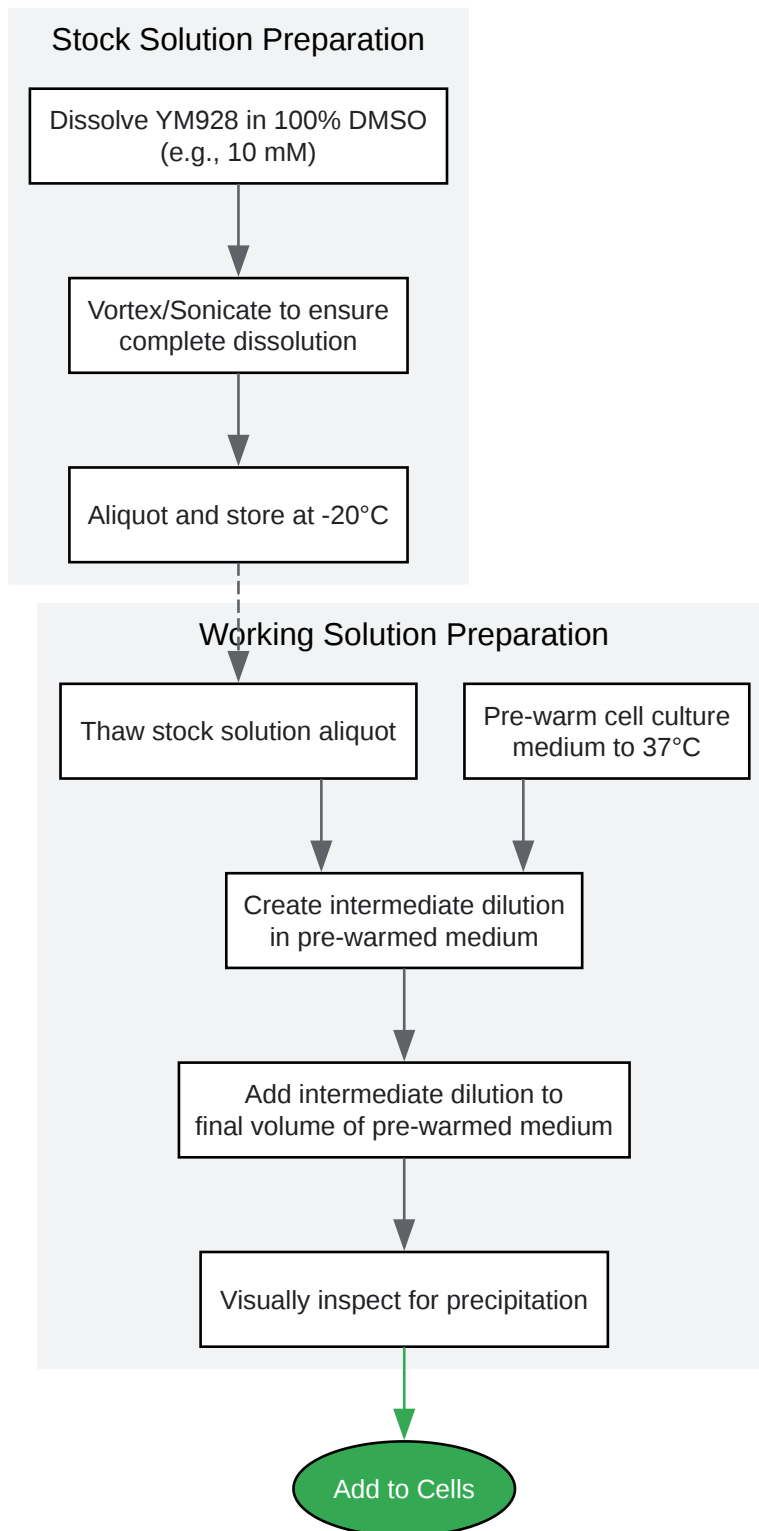 Stock Solution Preparation
Dissolve YM928 in 100% DMSO
(e.g., 10 mM)
Vortex/Sonicate to ensure
complete dissolution
Aliquot and store at -20°C
Working Solution Preparation
Thaw stock solution aliquot
Pre-warm cell culture
medium to 37°C
Create intermediate dilution
in pre-warmed medium
Add intermediate dilution to
final volume of pre-warmed medium
Visually inspect for precipitation
Add to Cells